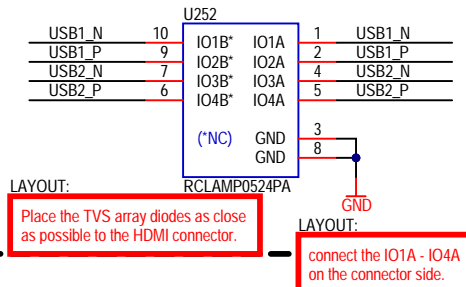 U252
USB1_N 10 IO1B* IO1A 1 USB1_N
USB1_P 9 IO2B* IO2A 2 USB1_P
USB2_N 7 IO3B* IO3A 4 USB2_N
USB2_P 6 IO4B* IO4A 5 USB2_P
(*NC) GND 3
GND 8
RCLAMP0524PA
GND
LAYOUT:
Place the TVS array diodes as close
as possible to the HDMI connector.
LAYOUT:
connect the IO1A - IO4A
on the connector side.